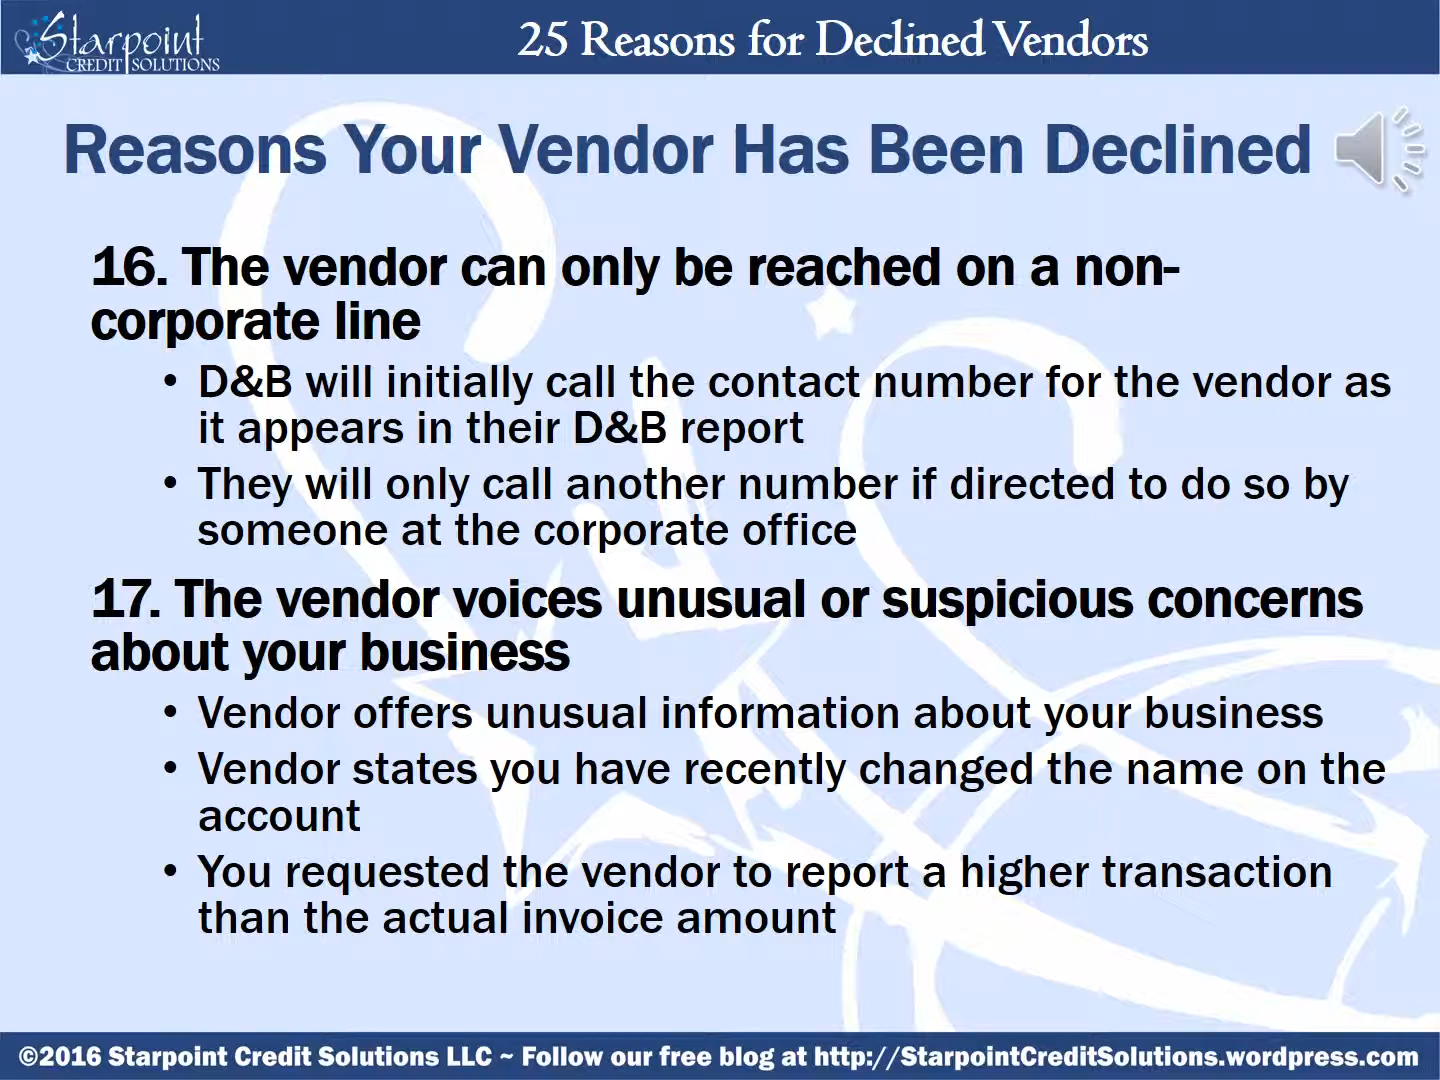 Starpoint
CREDIT SOLUTIONS
25 Reasons for Declined Vendors
Reasons Your Vendor Has Been Declined
16. The vendor can only be reached on a non-
corporate line
• D&B will initially call the contact number for the vendor as
it appears in their D&B report
• They will only call another number if directed to do so by
someone at the corporate office
17. The vendor voices unusual or suspicious concerns
about your business
• Vendor offers unusual information about your business
• Vendor states you have recently changed the name on the
account
• You requested the vendor to report a higher transaction
than the actual invoice amount
©2016 Starpoint Credit Solutions LLC ~ Follow our free blog at http://StarpointCreditSolutions.wordpress.com